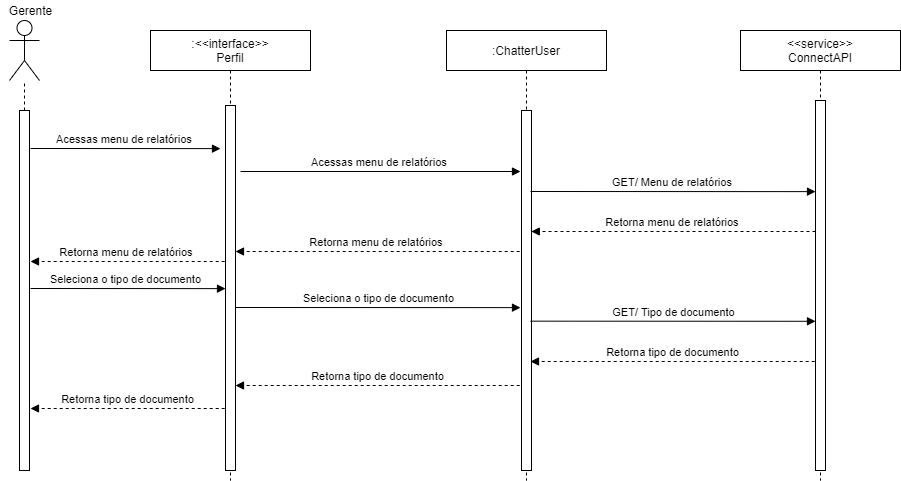 Gerente
:<<interface>>
Perfil
:ChatterUser
<<service>>
ConnectAPI
Acessas menu de relatórios
Acessas menu de relatórios
GET/ Menu de relatórios
Retorna menu de relatórios
Retorna menu de relatórios
Retorna menu de relatórios
Seleciona o tipo de documento
Seleciona o tipo de documento
GET/ Tipo de documento
Retorna tipo de documento
Retorna tipo de documento
Retorna tipo de documento